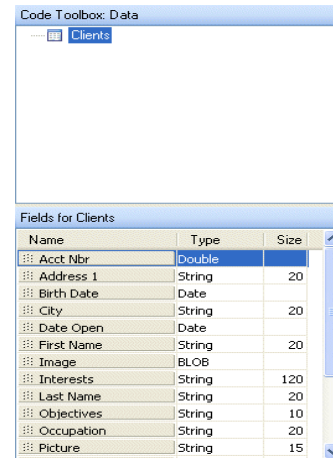 Code Toolbox: Data
Clients
Fields for Clients
Name Type Size
Acct Nbr Double
Address 1 String 20
Birth Date Date
City String 20
Date Open Date
First Name String 20
Image BLOB
Interests String 120
Last Name String 20
Objectives String 10
Occupation String 20
Picture String 15